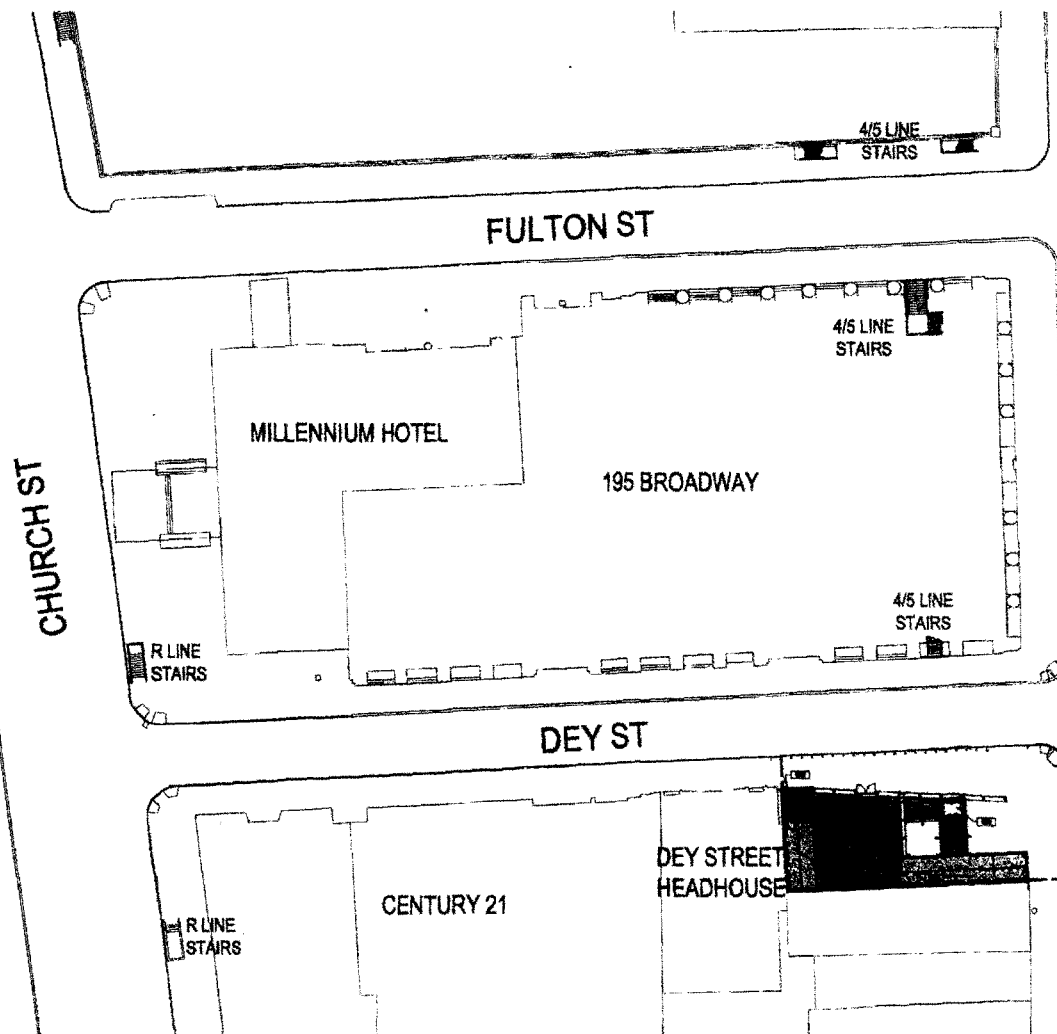 4/5 LINE
STAIRS
FULTON ST
4/5 LINE
STAIRS
MILLENNIUM HOTEL
195 BROADWAY
CHURCH ST
4/5 LINE
STAIRS
R LINE
STAIRS
DEY ST
DEY STREET
HEADHOUSE
CENTURY 21
R LINE
STAIRS